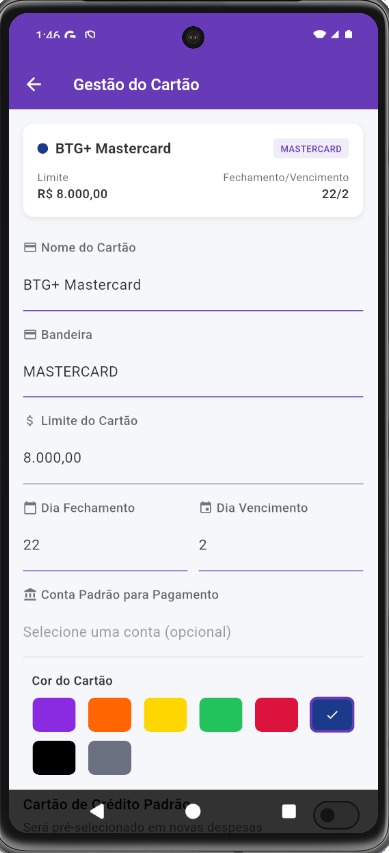 1:46
Gestão do Cartão
BTG+ Mastercard
MASTERCARD
Limite
Fechamento/Vencimento
R$ 8.000,00
22/2
Nome do Cartão
BTG+ Mastercard
Bandeira
MASTERCARD
$ Limite do Cartão
8.000,00
Dia Fechamento
Dia Vencimento
22
2
Conta Padrão para Pagamento
Selecione uma conta (opcional)
Cor do Cartão
Cartão de Crédito Padrão
Será pré-selecionado em novas despesas